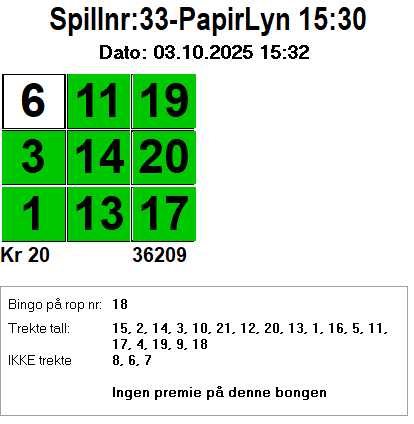 Spillnr:33-PapirLyn 15:30
Dato: 03.10.2025 15:32
6 11 19
3 14 20
1 13 17
Kr 20 36209
Bingo på rop nr: 18
Trekte tall: 15, 2, 14, 3, 10, 21, 12, 20, 13, 1, 16, 5, 11,
17, 4, 19, 9, 18
IKKE trekte 8, 6, 7
Ingen premie på denne bongen